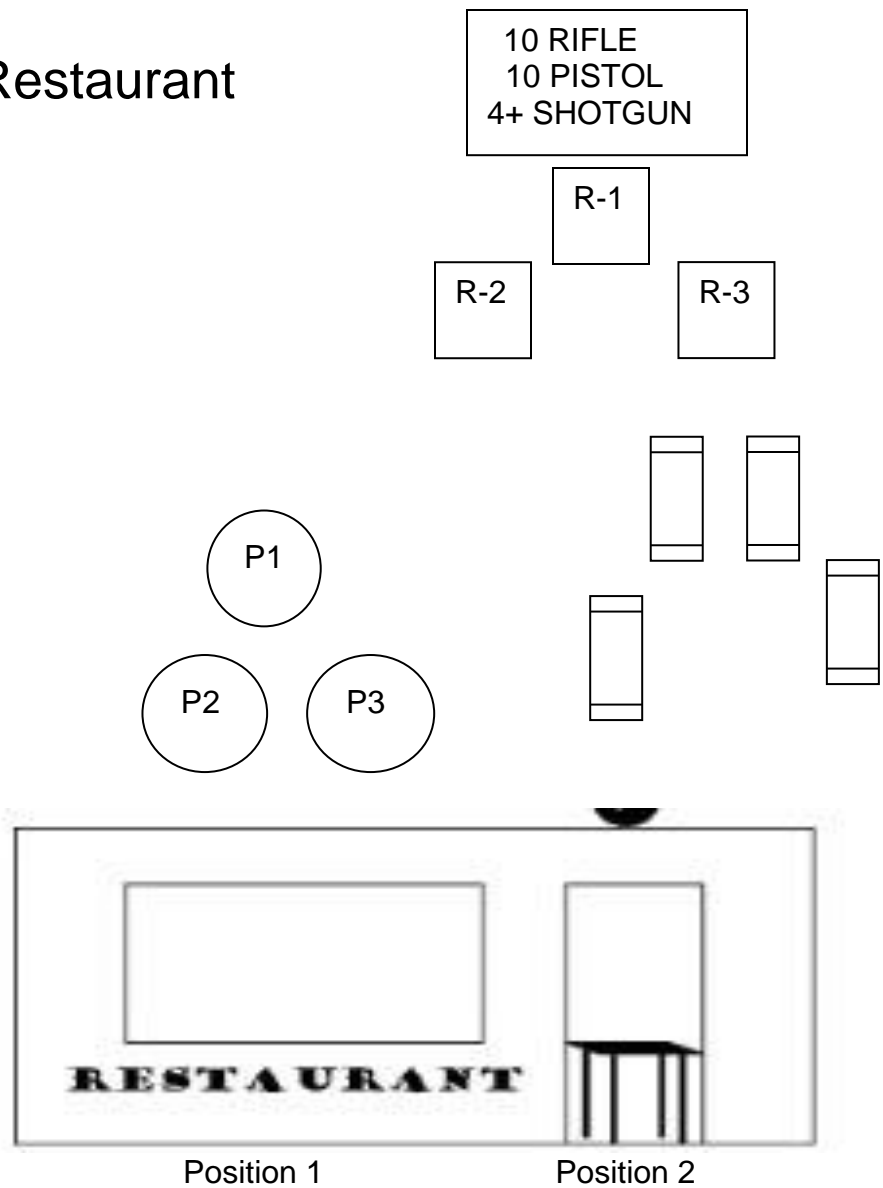 Restaurant
10 RIFLE
10 PISTOL
4+ SHOTGUN
R-1
R-2
R-3
P1
P2
P3
RESTAURANT
Position 1
Position 2